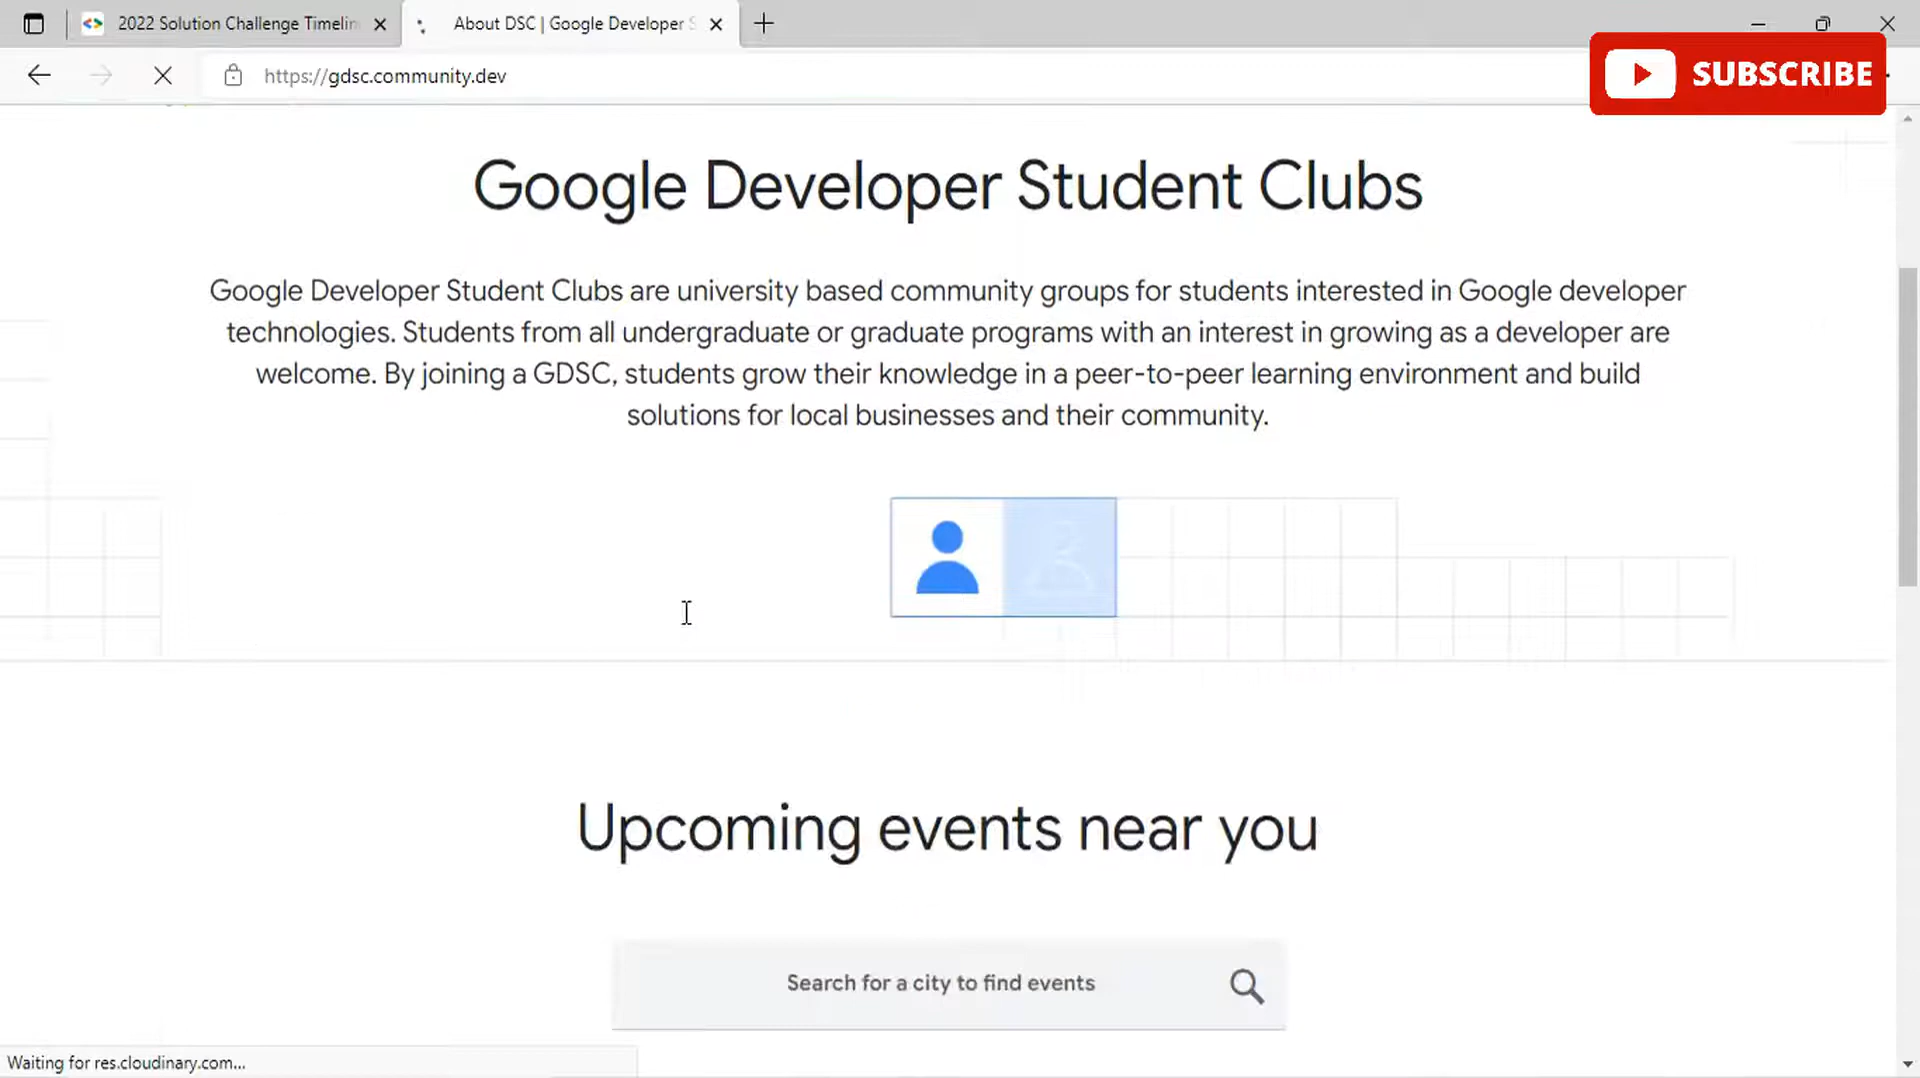 2022 Solution Challenge Timelin
About DSC | Google Developer S
https://gdsc.community.dev
SUBSCRIBE
Google Developer Student Clubs
Google Developer Student Clubs are university based community groups for students interested in Google developer
technologies. Students from all undergraduate or graduate programs with an interest in growing as a developer are
welcome. By joining a GDSC, students grow their knowledge in a peer-to-peer learning environment and build
solutions for local businesses and their community.
Upcoming events near you
Search for a city to find events
Waiting for res.cloudinary.com...